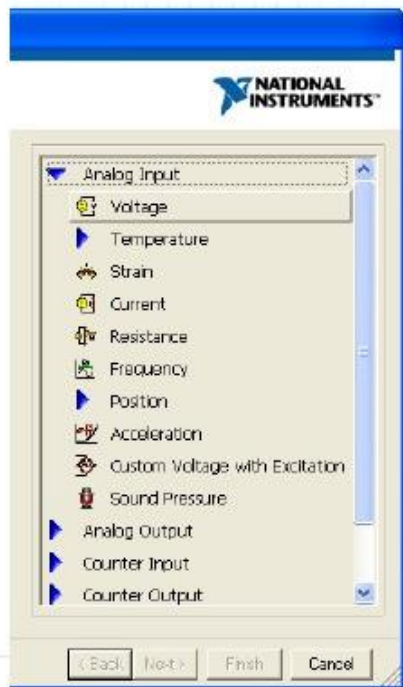 NATIONAL
INSTRUMENTS™
Analog Input
Voltage
Temperature
Strain
Current
Resistance
Frequency
Position
Acceleration
Custom Voltage with Excitation
Sound Pressure
Analog Output
Counter Input
Counter Output
< Back Next > Finish Cancel